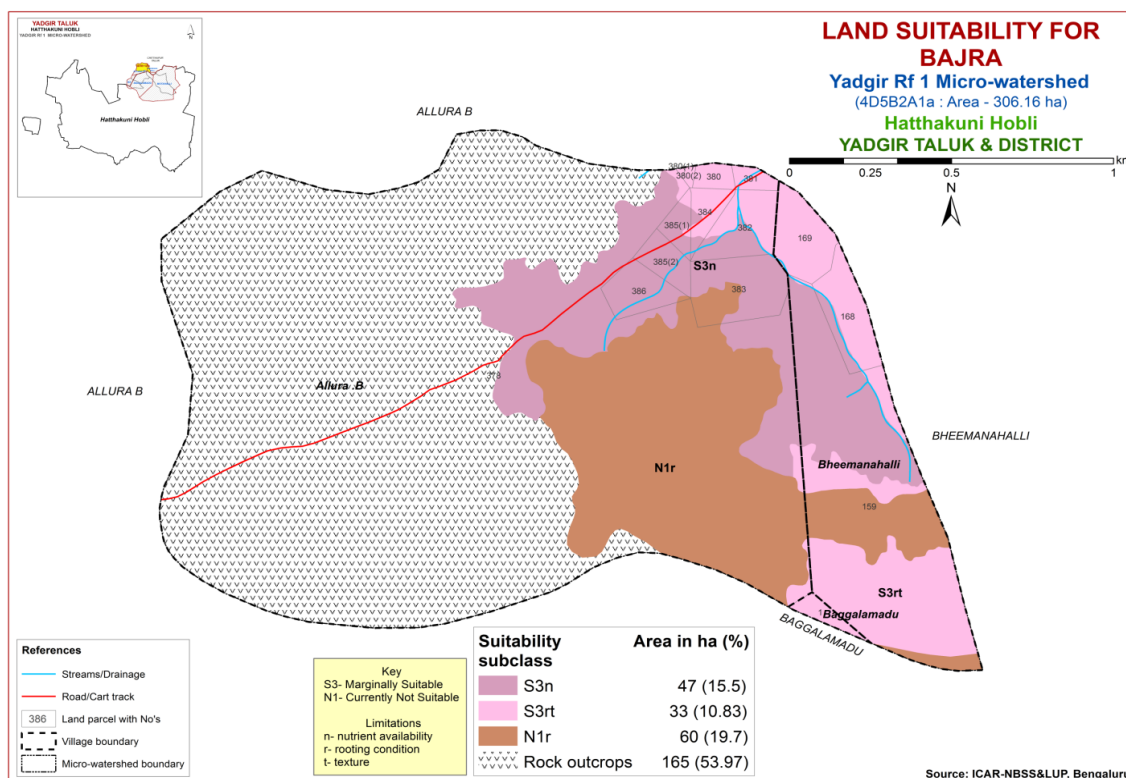 YADGIR TALUK
HATTHAKUNI HOBLI
YADGIR Rf 1 MICRO-WATERSHED
N
Hatthakuni Hobli
LAND SUITABILITY FOR
BAJRA
Yadgir Rf 1 Micro-watershed
(4D5B2A1a : Area - 306.16 ha)
Hatthakuni Hobli
YADGIR TALUK & DISTRICT
km
0 0.25 0.5 1
N
ALLURA B
380(1)
380(2)
380
381
384
385(1)
382
169
385(2)
S3n
386
383
168
378
Allura .B
ALLURA B
BHEEMANAHALLI
N1r
Bheemanahalli
159
S3rt
Baggalamadu
BAGGALAMADU
References
Streams/Drainage
Road/Cart track
386 Land parcel with No's
Village boundary
Micro-watershed boundary
Key
S3- Marginally Suitable
N1- Currently Not Suitable
Limitations
n- nutrient availability
r- rooting condition
t- texture
Suitability subclass Area in ha (%)
S3n 47 (15.5)
S3rt 33 (10.83)
N1r 60 (19.7)
Rock outcrops 165 (53.97)
Source: ICAR-NBSS&LUP, Bengaluru